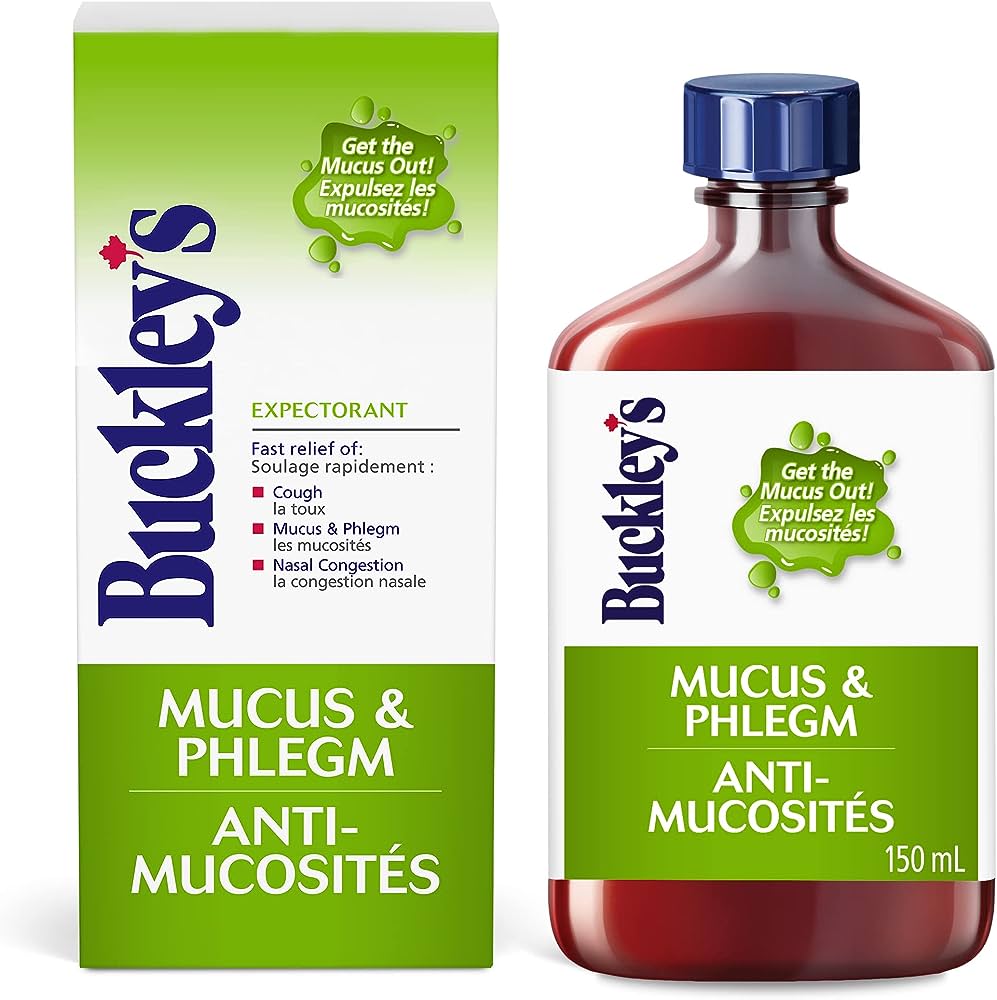 Buckley's
Get the
Mucus Out!
Expulsez les
mucosités!
EXPECTORANT
Fast relief of:
Soulage rapidement :
Cough
la toux
Mucus & Phlegm
les mucosités
Nasal Congestion
la congestion nasale
MUCUS &
PHLEGM
ANTI-
MUCOSITÉS
Buckley's
Get the
Mucus Out!
Expulsez les
mucosités!
MUCUS &
PHLEGM
ANTI-
MUCOSITÉS
150 mL